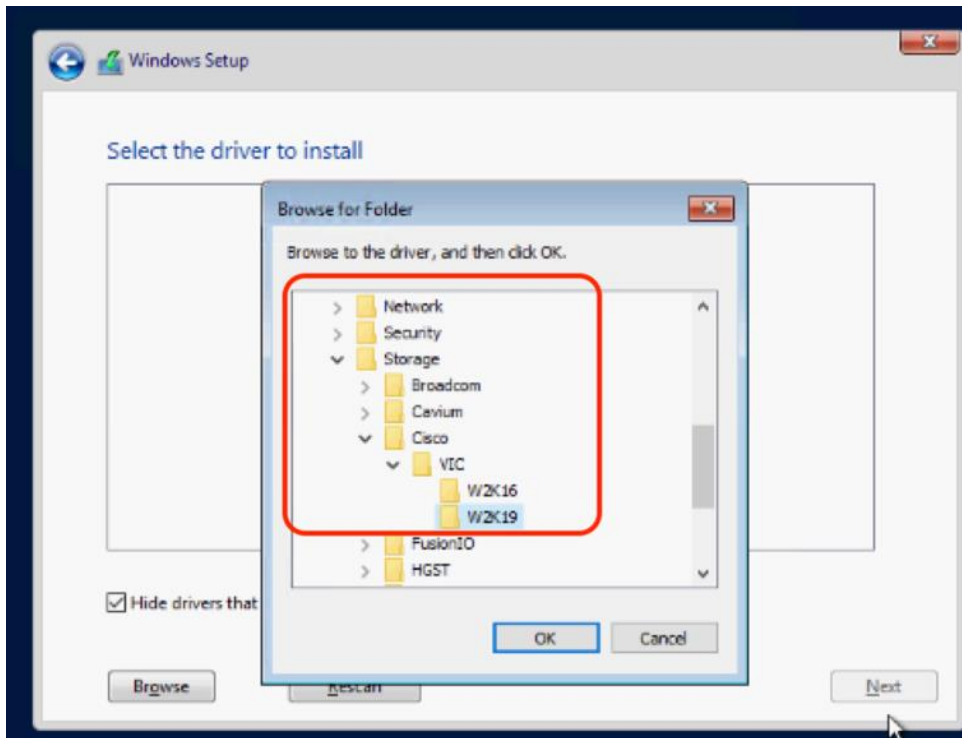 Windows Setup
Select the driver to install
Browse for Folder
Browse to the driver, and then click OK.
Network
Security
Storage
Broadcom
Cavium
Cisco
VIC
W2K16
W2K19
FusionIO
HGST
Hide drivers that
OK
Cancel
Browse
Rescan
Next